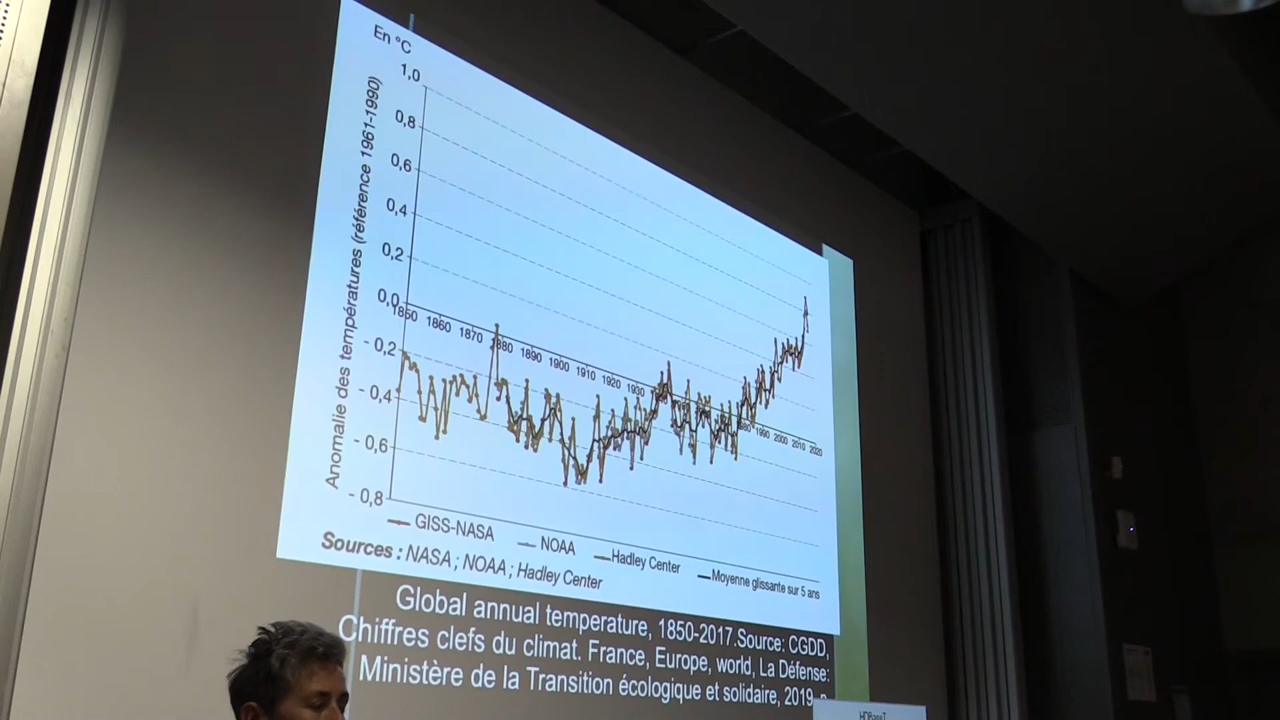 En °C
1,0
0,8
0,6
0,4
0,2
0,0
- 0,2
- 0,4
- 0,6
- 0,8
Anomalie des températures (référence 1961-1990)
1850 1860 1870 1880 1890 1900 1910 1920 1930 1990 2000 2010 2020
GISS-NASA NOAA Hadley Center Moyenne glissante sur 5 ans
Sources : NASA ; NOAA ; Hadley Center
Global annual temperature, 1850-2017.Source: CGDD,
Chiffres clefs du climat. France, Europe, world, La Défense:
Ministère de la Transition écologique et solidaire, 2019
HDBaseT